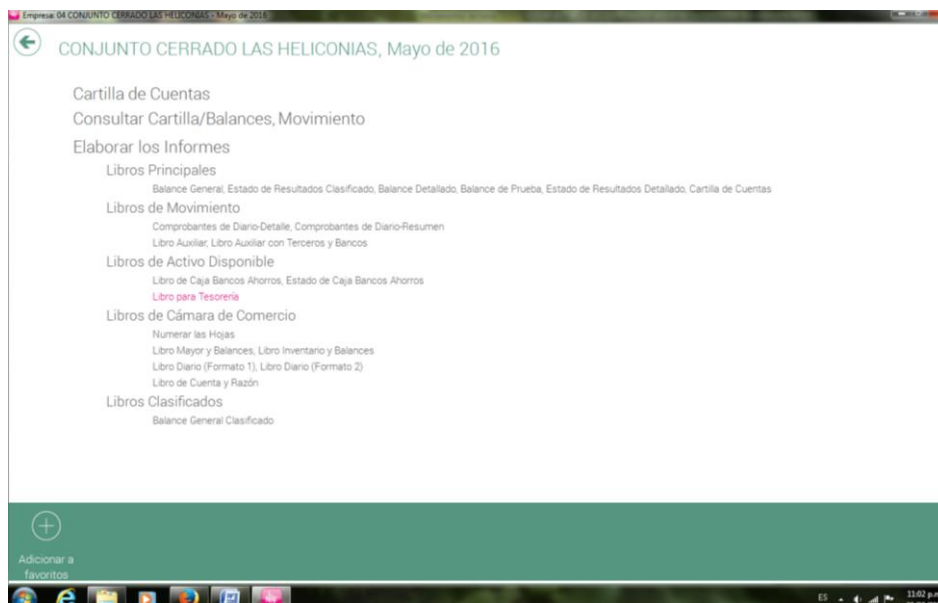 Empresa: 04 CONJUNTO CERRADO LAS HELICONIAS - Mayo de 2016
CONJUNTO CERRADO LAS HELICONIAS, Mayo de 2016
Cartilla de Cuentas
Consultar Cartilla/Balances, Movimiento
Elaborar los Informes
Libros Principales
Balance General, Estado de Resultados Clasificado, Balance Detallado, Balance de Prueba, Estado de Resultados Detallado, Cartilla de Cuentas
Libros de Movimiento
Comprobantes de Diario-Detalle, Comprobantes de Diario-Resumen
Libro Auxiliar, Libro Auxiliar con Terceros y Bancos
Libros de Activo Disponible
Libro de Caja Bancos Ahorros, Estado de Caja Bancos Ahorros
Libro para Tesorería
Libros de Cámara de Comercio
Numerar las Hojas
Libro Mayor y Balances, Libro Inventario y Balances
Libro Diario (Formato 1), Libro Diario (Formato 2)
Libro de Cuenta y Razón
Libros Clasificados
Balance General Clasificado
Adicionar a
favoritos
ES
11:02 p.m